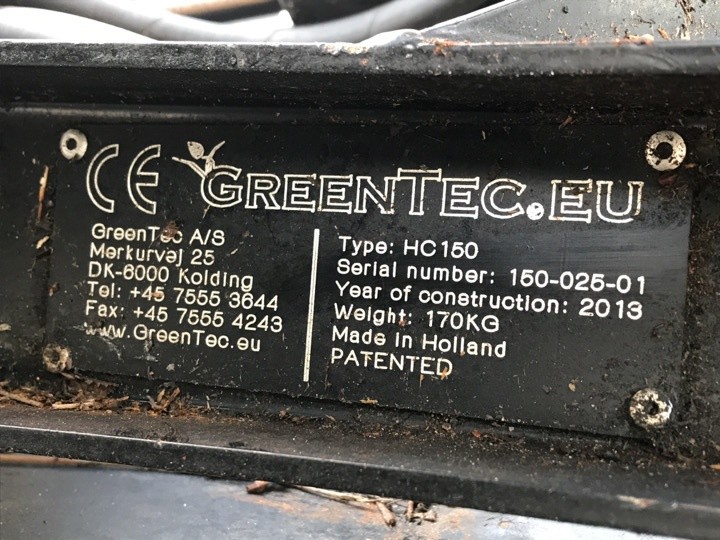 CE GREENTEC.EU
GreenTec A/S
Merkurvej 25
DK-6000 Kolding
Tel: +45 7555 3644
Fax: +45 7555 4243
www.GreenTec.eu
Type: HC150
Serial number: 150-025-01
Year of construction: 2013
Weight: 170KG
Made in Holland
PATENTED